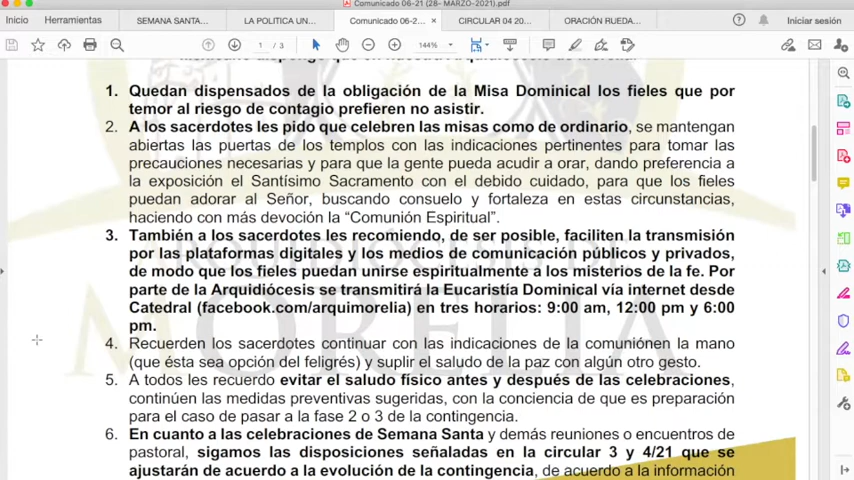 Comunicado 06-21 (28- MARZO-2021).pdf
Inicio Herramientas SEMANA SANTA... LA POLITICA UN... Comunicado 06-2... × CIRCULAR 04 20... ORACIÓN RUEDA... Iniciar sesión
1 / 3 144%
1. Quedan dispensados de la obligación de la Misa Dominical los fieles que por
temor al riesgo de contagio prefieren no asistir.
2. A los sacerdotes les pido que celebren las misas como de ordinario, se mantengan
abiertas las puertas de los templos con las indicaciones pertinentes para tomar las
precauciones necesarias y para que la gente pueda acudir a orar, dando preferencia a
la exposición el Santísimo Sacramento con el debido cuidado, para que los fieles
puedan adorar al Señor, buscando consuelo y fortaleza en estas circunstancias,
haciendo con más devoción la “Comunión Espiritual”.
3. También a los sacerdotes les recomiendo, de ser posible, faciliten la transmisión
por las plataformas digitales y los medios de comunicación públicos y privados,
de modo que los fieles puedan unirse espiritualmente a los misterios de la fe. Por
parte de la Arquidiócesis se transmitirá la Eucaristía Dominical vía internet desde
Catedral (facebook.com/arquimorelia) en tres horarios: 9:00 am, 12:00 pm y 6:00
pm.
4. Recuerden los sacerdotes continuar con las indicaciones de la comuniónen la mano
(que ésta sea opción del feligrés) y suplir el saludo de la paz con algún otro gesto.
5. A todos les recuerdo evitar el saludo físico antes y después de las celebraciones,
continúen las medidas preventivas sugeridas, con la conciencia de que es preparación
para el caso de pasar a la fase 2 o 3 de la contingencia.
6. En cuanto a las celebraciones de Semana Santa y demás reuniones o encuentros de
pastoral, sigamos las disposiciones señaladas en la circular 3 y 4/21 que se
ajustarán de acuerdo a la evolución de la contingencia, de acuerdo a la información